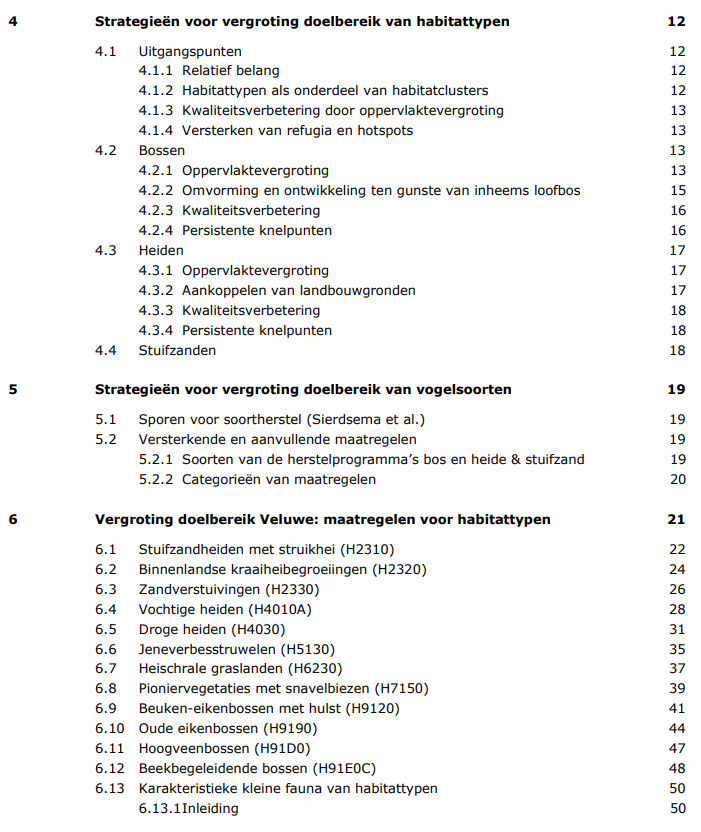 4 Strategieën voor vergroting doelbereik van habitattypen 12
4.1 Uitgangspunten 12
4.1.1 Relatief belang 12
4.1.2 Habitattypen als onderdeel van habitatclusters 12
4.1.3 Kwaliteitsverbetering door oppervlaktevergroting 13
4.1.4 Versterken van refugia en hotspots 13
4.2 Bossen 13
4.2.1 Oppervlaktevergroting 13
4.2.2 Omvorming en ontwikkeling ten gunste van inheems loofbos 15
4.2.3 Kwaliteitsverbetering 16
4.2.4 Persistente knelpunten 16
4.3 Heiden 17
4.3.1 Oppervlaktevergroting 17
4.3.2 Aankoppelen van landbouwgronden 17
4.3.3 Kwaliteitsverbetering 18
4.3.4 Persistente knelpunten 18
4.4 Stuifzanden 18
5 Strategieën voor vergroting doelbereik van vogelsoorten 19
5.1 Sporen voor soortherstel (Sierdsema et al.) 19
5.2 Versterkende en aanvullende maatregelen 19
5.2.1 Soorten van de herstelprogramma's bos en heide & stuifzand 19
5.2.2 Categorieën van maatregelen 20
6 Vergroting doelbereik Veluwe: maatregelen voor habitattypen 21
6.1 Stuifzandheiden met struikhei (H2310) 22
6.2 Binnenlandse kraaiheibegroeiingen (H2320) 24
6.3 Zandverstuivingen (H2330) 26
6.4 Vochtige heiden (H4010A) 28
6.5 Droge heiden (H4030) 31
6.6 Jeneverbesstruwelen (H5130) 35
6.7 Heischrale graslanden (H6230) 37
6.8 Pioniervegetaties met snavelbiezen (H7150) 39
6.9 Beuken-eikenbossen met hulst (H9120) 41
6.10 Oude eikenbossen (H9190) 44
6.11 Hoogveenbossen (H91D0) 47
6.12 Beekbegeleidende bossen (H91E0C) 48
6.13 Karakteristieke kleine fauna van habitattypen 50
6.13.1Inleiding 50